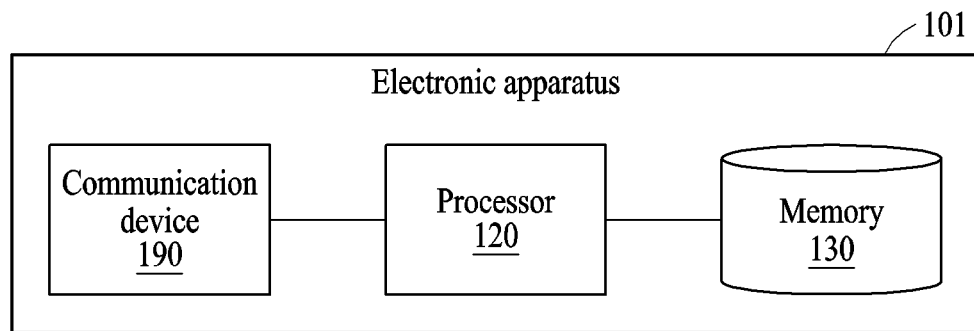 101
Electronic apparatus
Communication
device
190
Processor
120
Memory
130